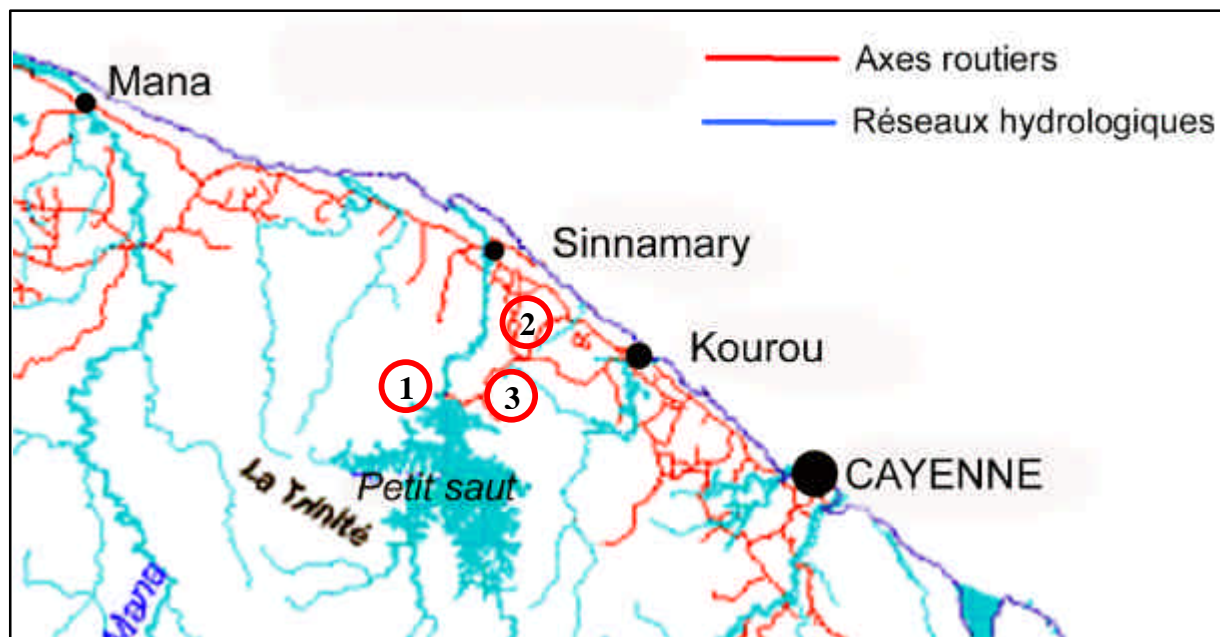 Axes routiers
Mana
Réseaux hydrologiques
Sinnamary
2
Kourou
1
3
CAYENNE
Petit saut
La Trinité
Mana